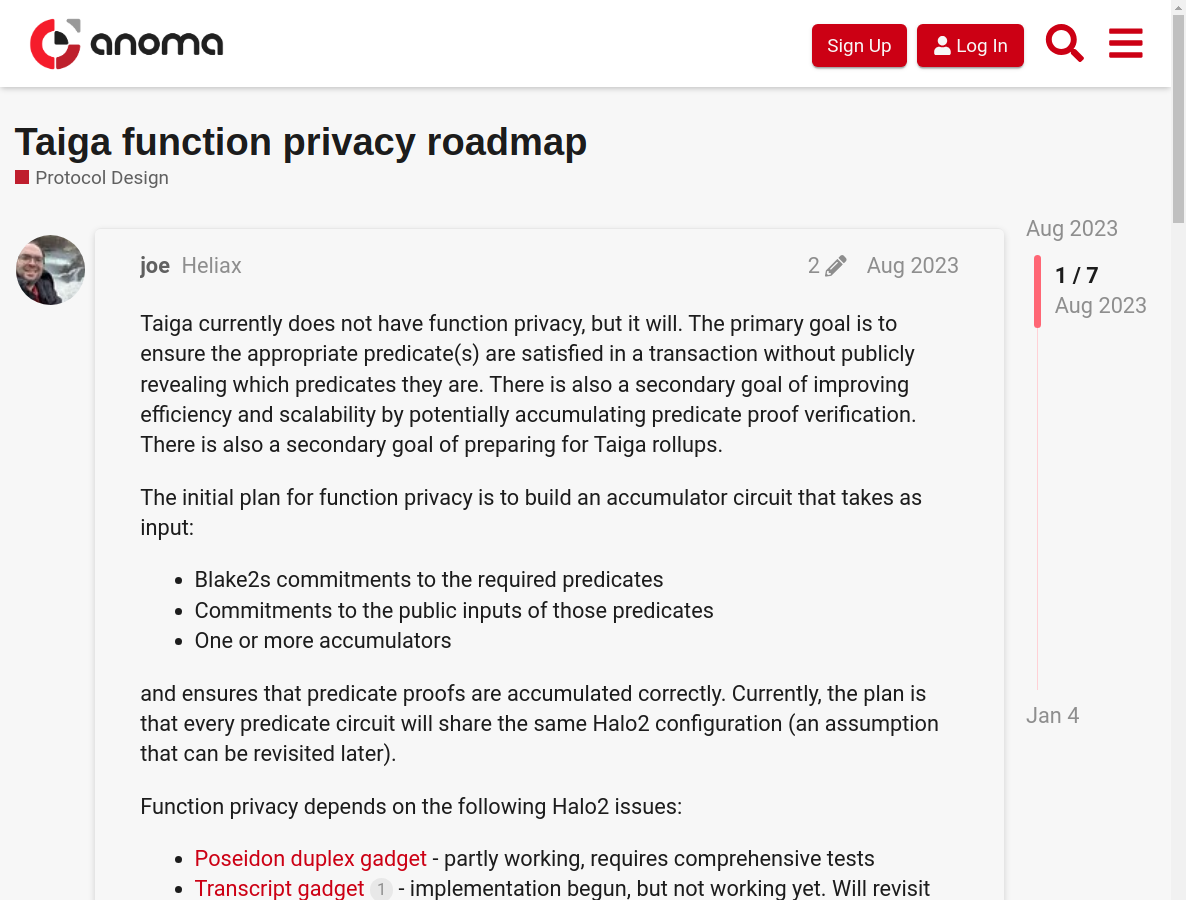 anoma
Sign Up
Log In
Taiga function privacy roadmap
Protocol Design
Aug 2023
joe Heliax
2
Aug 2023
1 / 7
Aug 2023
Taiga currently does not have function privacy, but it will. The primary goal is to
ensure the appropriate predicate(s) are satisfied in a transaction without publicly
revealing which predicates they are. There is also a secondary goal of improving
efficiency and scalability by potentially accumulating predicate proof verification.
There is also a secondary goal of preparing for Taiga rollups.
The initial plan for function privacy is to build an accumulator circuit that takes as
input:
Blake2s commitments to the required predicates
Commitments to the public inputs of those predicates
One or more accumulators
and ensures that predicate proofs are accumulated correctly. Currently, the plan is
that every predicate circuit will share the same Halo2 configuration (an assumption
that can be revisited later).
Jan 4
Function privacy depends on the following Halo2 issues:
Poseidon duplex gadget - partly working, requires comprehensive tests
Transcript gadget 1 - implementation begun, but not working yet. Will revisit